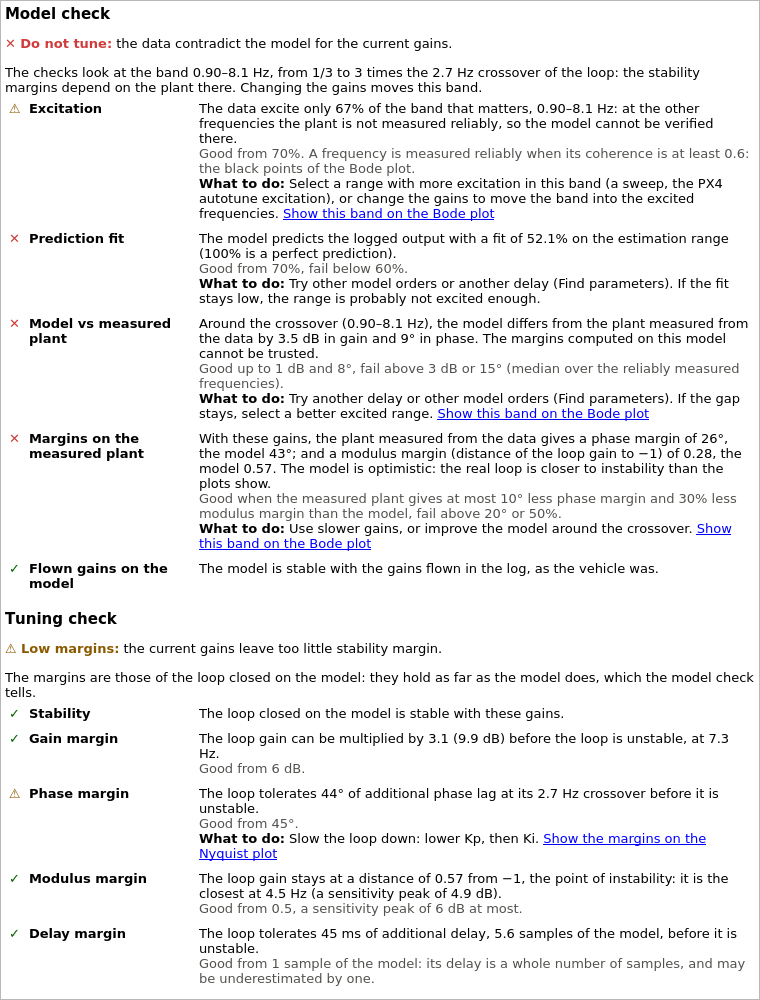 Model check
✕ Do not tune: the data contradict the model for the current gains.
The checks look at the band 0.90–8.1 Hz, from 1/3 to 3 times the 2.7 Hz crossover of the loop: the stability
margins depend on the plant there. Changing the gains moves this band.
⚠ Excitation The data excite only 67% of the band that matters, 0.90–8.1 Hz: at the other
frequencies the plant is not measured reliably, so the model cannot be verified
there.
Good from 70%. A frequency is measured reliably when its coherence is at least 0.6:
the black points of the Bode plot.
What to do: Select a range with more excitation in this band (a sweep, the PX4
autotune excitation), or change the gains to move the band into the excited
frequencies. Show this band on the Bode plot
✕ Prediction fit The model predicts the logged output with a fit of 52.1% on the estimation range
(100% is a perfect prediction).
Good from 70%, fail below 60%.
What to do: Try other model orders or another delay (Find parameters). If the fit
stays low, the range is probably not excited enough.
✕ Model vs measured Around the crossover (0.90–8.1 Hz), the model differs from the plant measured from
plant the data by 3.5 dB in gain and 9° in phase. The margins computed on this model
cannot be trusted.
Good up to 1 dB and 8°, fail above 3 dB or 15° (median over the reliably measured
frequencies).
What to do: Try another delay or other model orders (Find parameters). If the gap
stays, select a better excited range. Show this band on the Bode plot
✕ Margins on the With these gains, the plant measured from the data gives a phase margin of 26°,
measured plant the model 43°; and a modulus margin (distance of the loop gain to −1) of 0.28, the
model 0.57. The model is optimistic: the real loop is closer to instability than the
plots show.
Good when the measured plant gives at most 10° less phase margin and 30% less
modulus margin than the model, fail above 20° or 50%.
What to do: Use slower gains, or improve the model around the crossover. Show
this band on the Bode plot
✓ Flown gains on the The model is stable with the gains flown in the log, as the vehicle was.
model
Tuning check
⚠ Low margins: the current gains leave too little stability margin.
The margins are those of the loop closed on the model: they hold as far as the model does, which the model check
tells.
✓ Stability The loop closed on the model is stable with these gains.
✓ Gain margin The loop gain can be multiplied by 3.1 (9.9 dB) before the loop is unstable, at 7.3
Hz.
Good from 6 dB.
⚠ Phase margin The loop tolerates 44° of additional phase lag at its 2.7 Hz crossover before it is
unstable.
Good from 45°.
What to do: Slow the loop down: lower Kp, then Ki. Show the margins on the
Nyquist plot
✓ Modulus margin The loop gain stays at a distance of 0.57 from −1, the point of instability: it is the
closest at 4.5 Hz (a sensitivity peak of 4.9 dB).
Good from 0.5, a sensitivity peak of 6 dB at most.
✓ Delay margin The loop tolerates 45 ms of additional delay, 5.6 samples of the model, before it is
unstable.
Good from 1 sample of the model: its delay is a whole number of samples, and may
be underestimated by one.